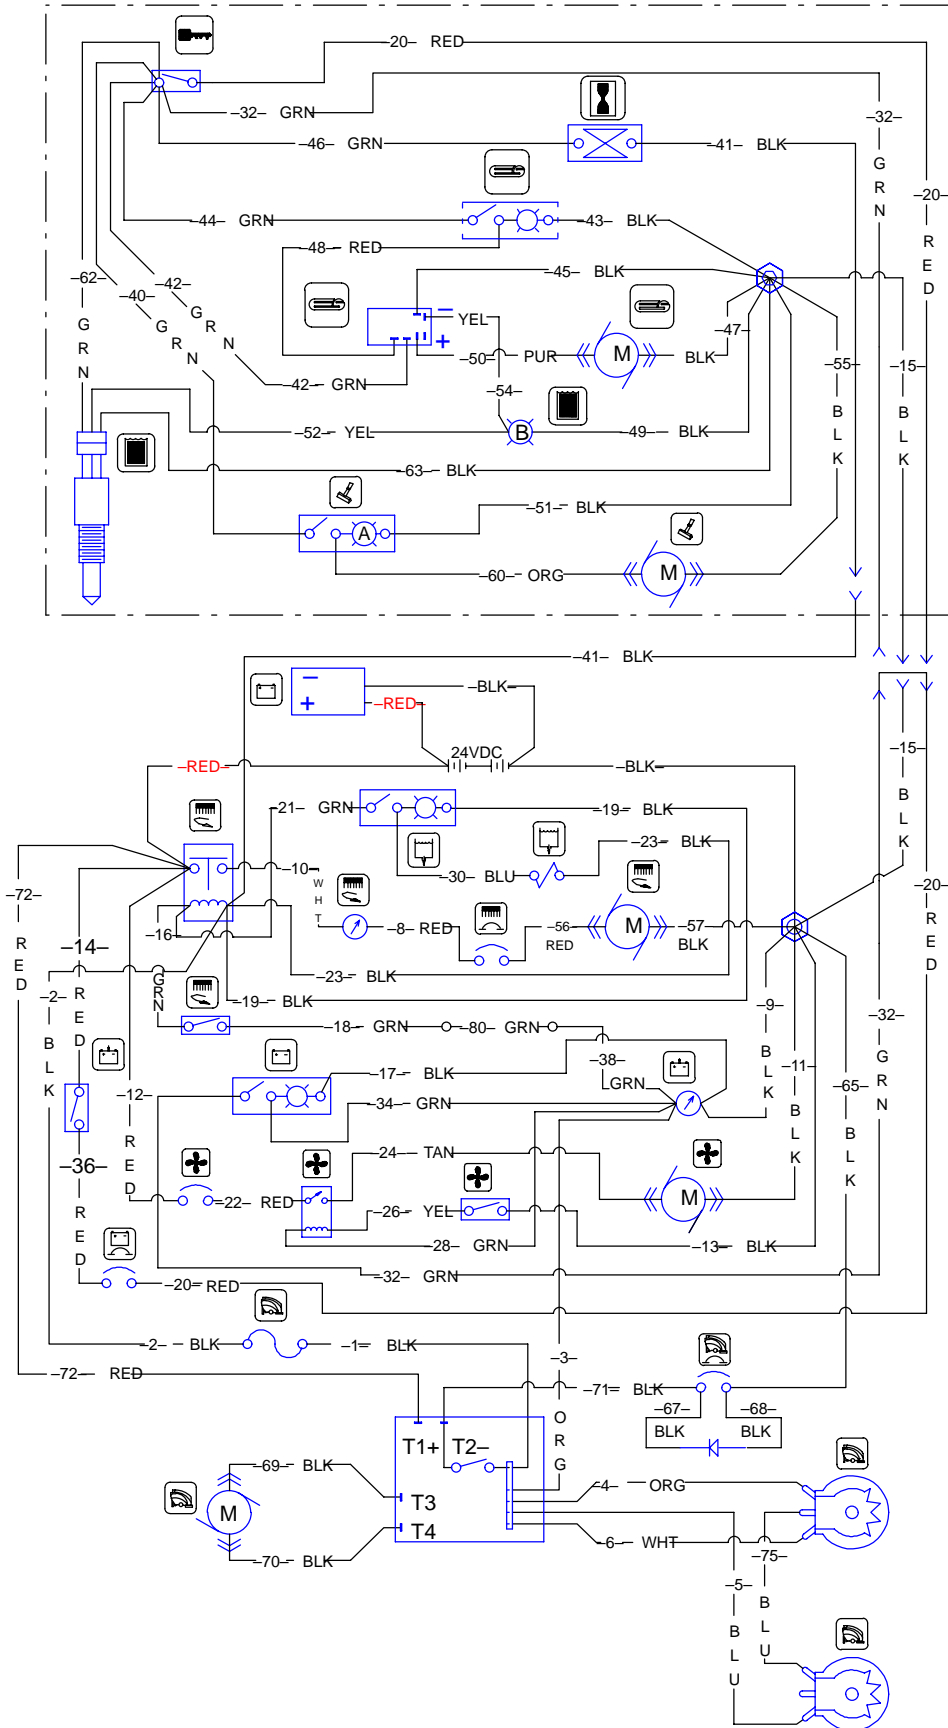 –20– RED
–32– GRN
–46– GRN
–41– BLK
–32–
GRN
–20–
RED
–44– GRN
–43– BLK
–48– RED
–45– BLK
–62–
GRN
–40–
GRN
–42–
GRN
– YEL
+
–47–
–50– PUR
M
BLK
–55–
BLK
–15–
BLK
–42– GRN
–54–
–52– YEL
B
–49– BLK
–63– BLK
–51– BLK
A
–60– ORG
M
–41– BLK
–
+
–BLK–
–RED–
24VDC
–RED–
–BLK–
–15–
BLK
–21– GRN
–19– BLK
–23– BLK
–30– BLU
–10–
WHT
–72–
RED
–20–
RED
–14–
RED
–16–
–8– RED
–56–
RED
M
–57–
BLK
–23– BLK
–2–
BLK
GRN
–19– BLK
–9–
BLK
–32–
GRN
–18– GRN
–80– GRN
–38–
GRN
–17– BLK
–11–
BLK
–65–
BLK
–12–
RED
–34– GRN
–24– TAN
–36–
RED
–22– RED
–26– YEL
M
–28– GRN
–13– BLK
–32– GRN
–20– RED
–2– BLK
–1– BLK
–3–
ORG
–72– RED
–71– BLK
–67–
BLK
–68–
BLK
T1+ T2–
–69– BLK
T3
M
T4
–70– BLK
–4– ORG
–6– WHT
–75–
BLU
–5–
BLU